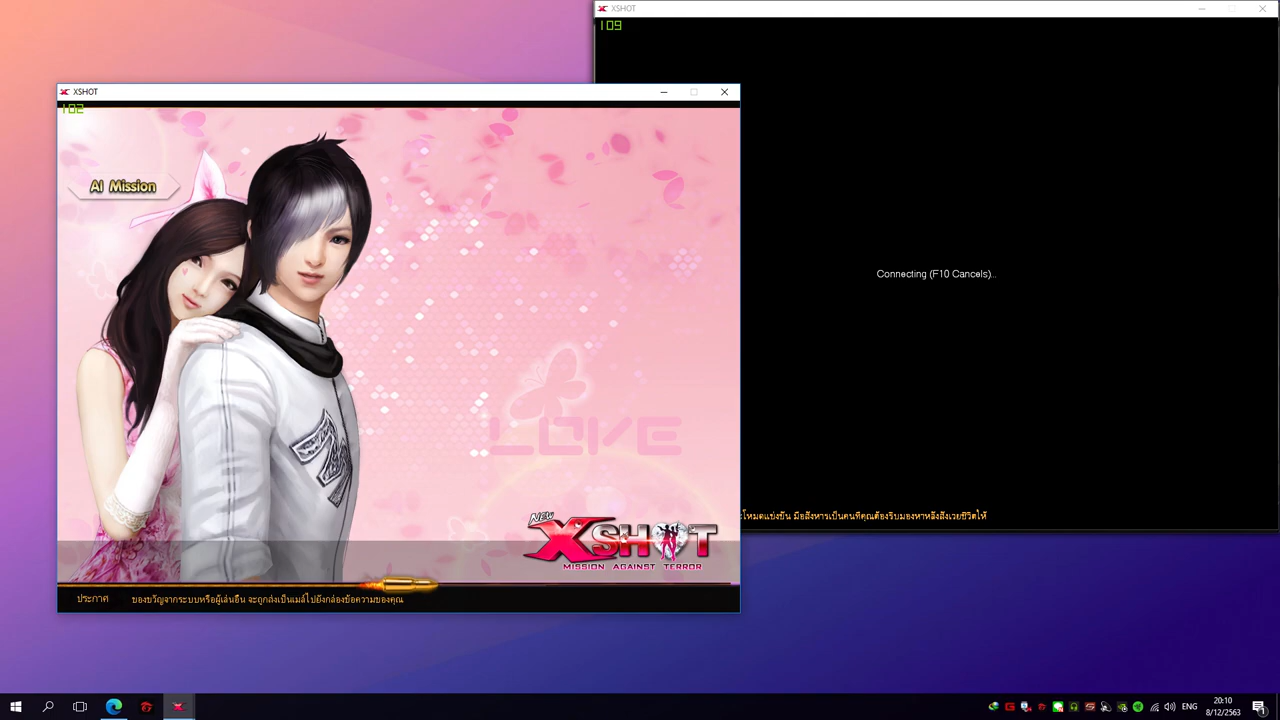 XSHOT
109
XSHOT
102
AI Mission
Connecting (F10 Cancels)...
LOVE
โหมดแข่งขัน มือสังหารเป็นคนที่คุณต้องรีบมองหาหลังสิ้นเวยชีวิตให้
NEW
XSHOT
MISSION AGAINST TERROR
ประกาศ
ของขวัญจากระบบหรือผู้เล่นอื่น จะถูกส่งเป็นเมล์ไปยังกล่องข้อความของคุณ
20:10
ENG
8/12/2563